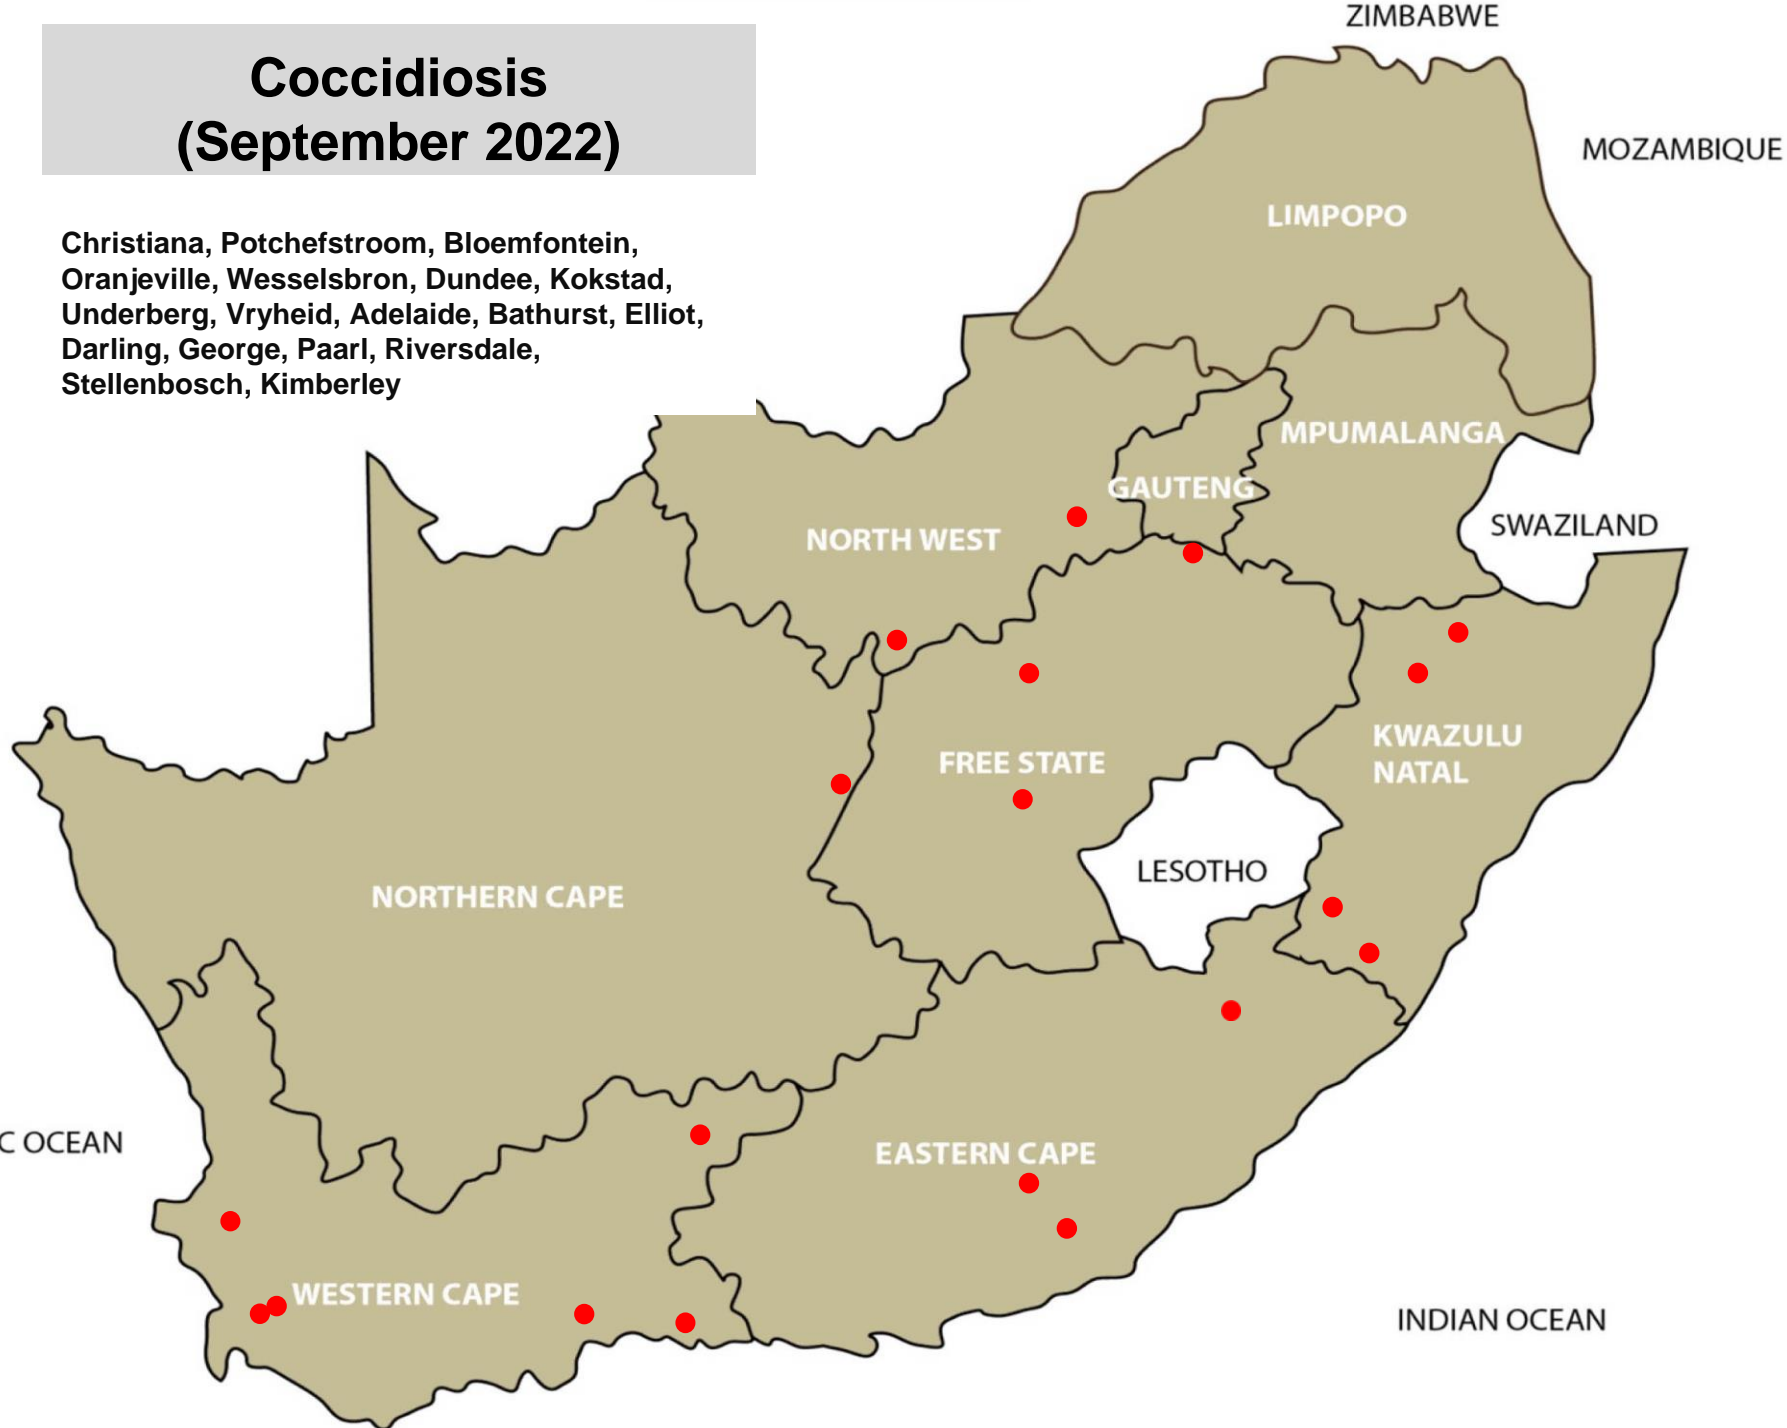 Coccidiosis
(September 2022)
Christiana, Potchefstroom, Bloemfontein,
Oranjeville, Wesselsbron, Dundee, Kokstad,
Underberg, Vryheid, Adelaide, Bathurst, Elliot,
Darling, George, Paarl, Riversdale,
Stellenbosch, Kimberley
ZIMBABWE
MOZAMBIQUE
LIMPOPO
MPUMALANGA
GAUTENG
NORTH WEST
SWAZILAND
KWAZULU
NATAL
FREE STATE
LESOTHO
NORTHERN CAPE
C OCEAN
EASTERN CAPE
WESTERN CAPE
INDIAN OCEAN